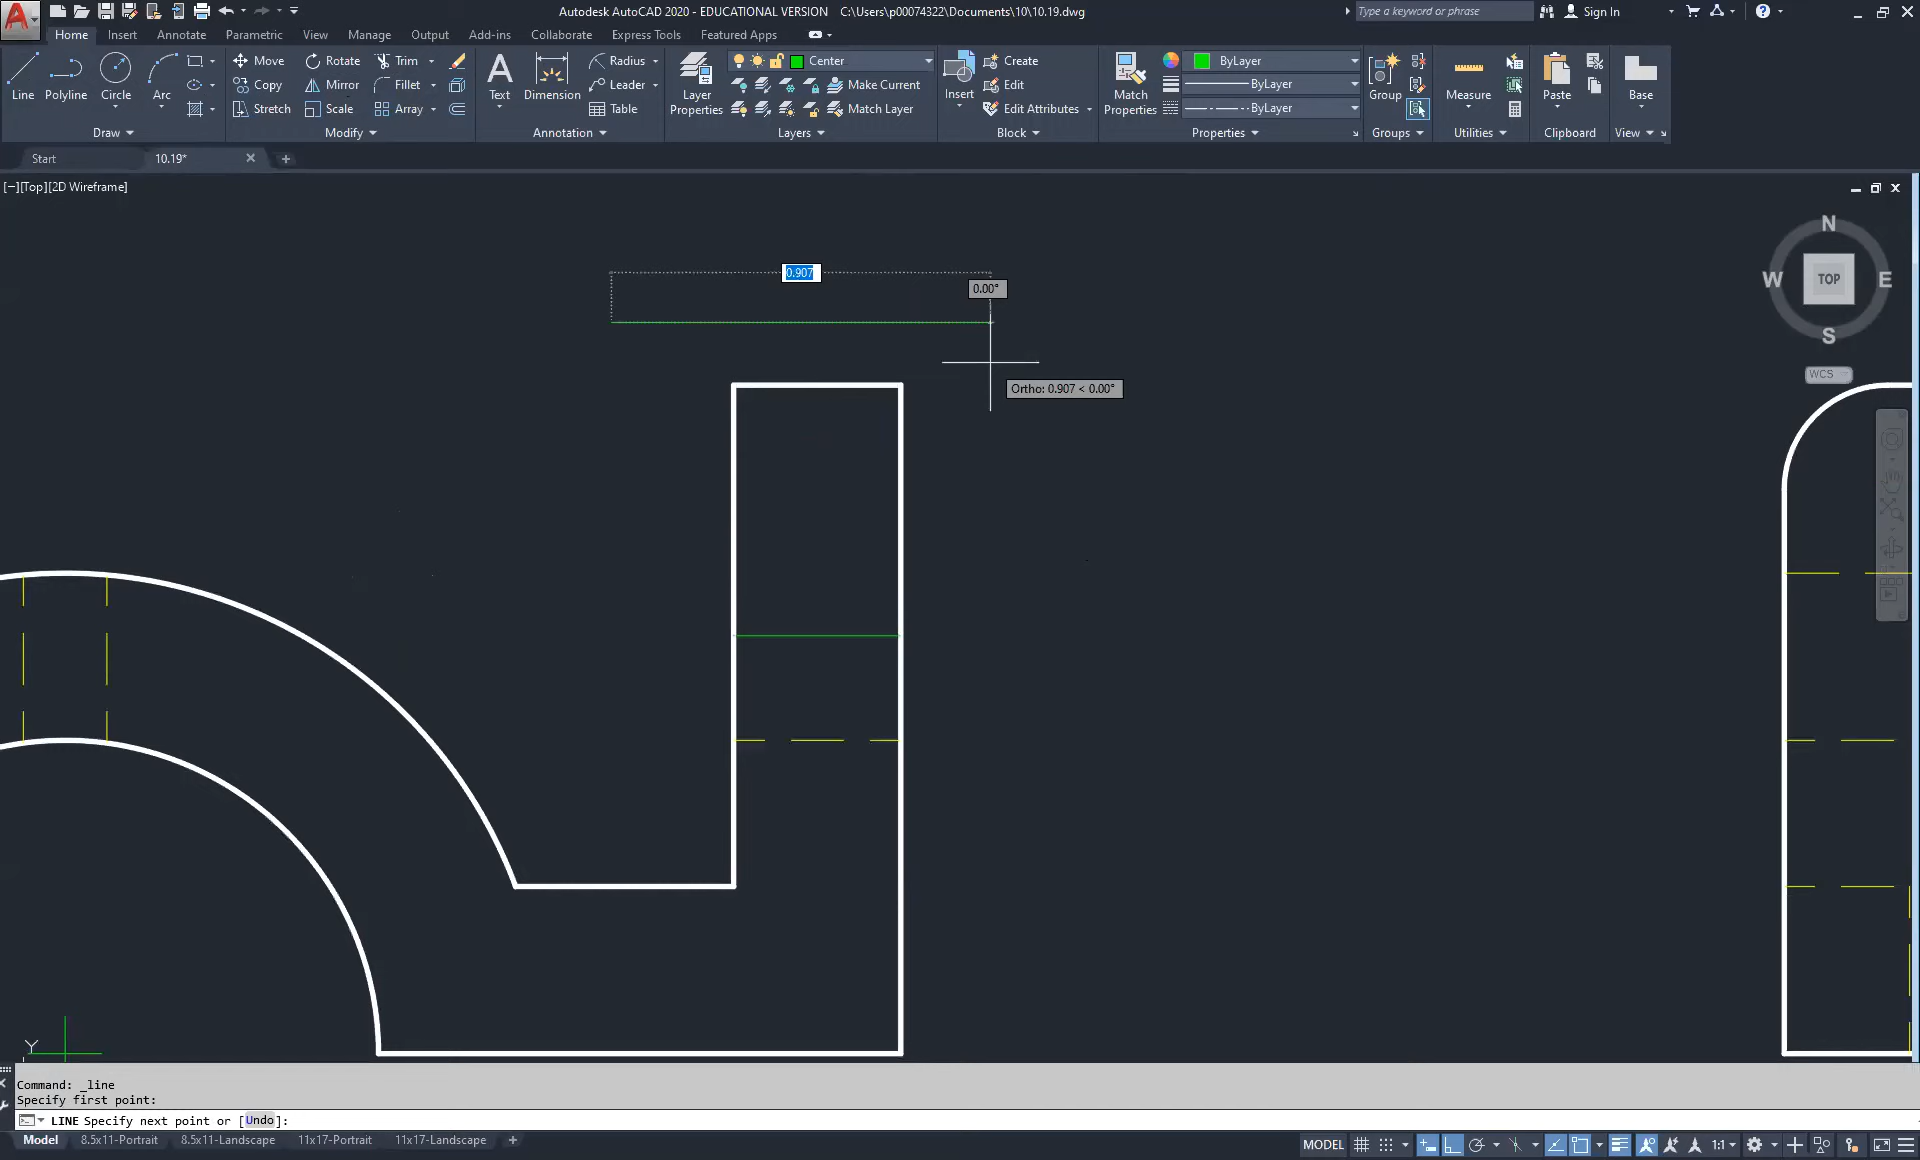 Autodesk AutoCAD 2020 - EDUCATIONAL VERSION C:\Users\p00074322\Documents\10\10.19.dwg
Type a keyword or phrase
Sign In
Home Insert Annotate Parametric View Manage Output Add-ins Collaborate Express Tools Featured Apps
Line Polyline Circle Arc
Move Rotate Trim
Copy Mirror Fillet
Stretch Scale Array
Text Dimension
Radius
Leader
Table
Layer Properties
Center
Make Current
Match Layer
Insert
Create
Edit
Edit Attributes
Match Properties
ByLayer
ByLayer
ByLayer
Group Measure Paste Base
Draw Modify Annotation Layers Block Properties Groups Utilities Clipboard View
Start 10.19*
[−][Top][2D Wireframe]
0.907
0.00°
Ortho: 0.907 < 0.00°
N
W TOP E
S
WCS
Y
Command: _line
Specify first point:
LINE Specify next point or [Undo]:
Model 8.5x11-Portrait 8.5x11-Landscape 11x17-Portrait 11x17-Landscape
MODEL 1:1